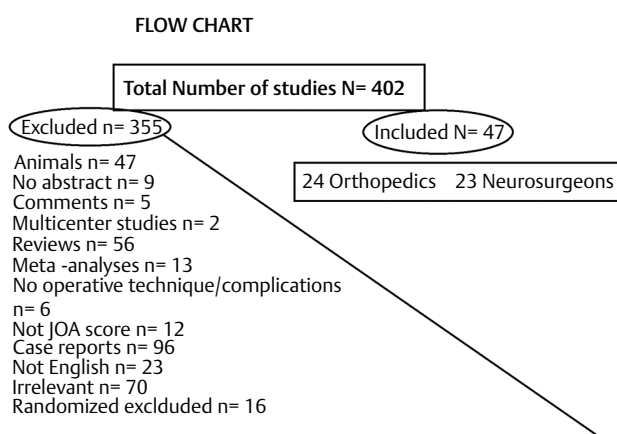 FLOW CHART
Total Number of studies N= 402
Excluded n= 355
Included N= 47
24 Orthopedics 23 Neurosurgeons
Animals n= 47
No abstract n= 9
Comments n= 5
Multicenter studies n= 2
Reviews n= 56
Meta -analyses n= 13
No operative technique/complications
n= 6
Not JOA score n= 12
Case reports n= 96
Not English n= 23
Irrelevant n= 70
Randomized exclduded n= 16